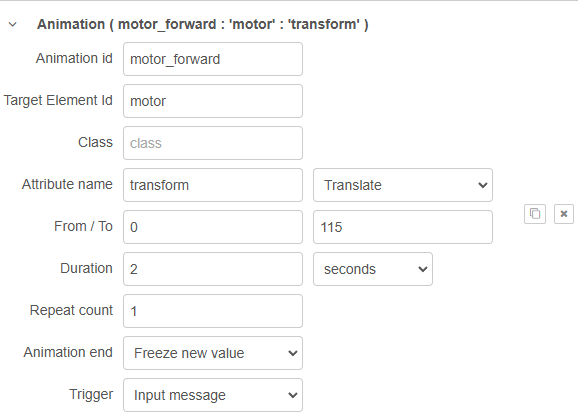 Animation ( motor_forward : 'motor' : 'transform' )
Animation id motor_forward
Target Element Id motor
Class class
Attribute name transform Translate
From / To 0 115
Duration 2 seconds
Repeat count 1
Animation end Freeze new value
Trigger Input message